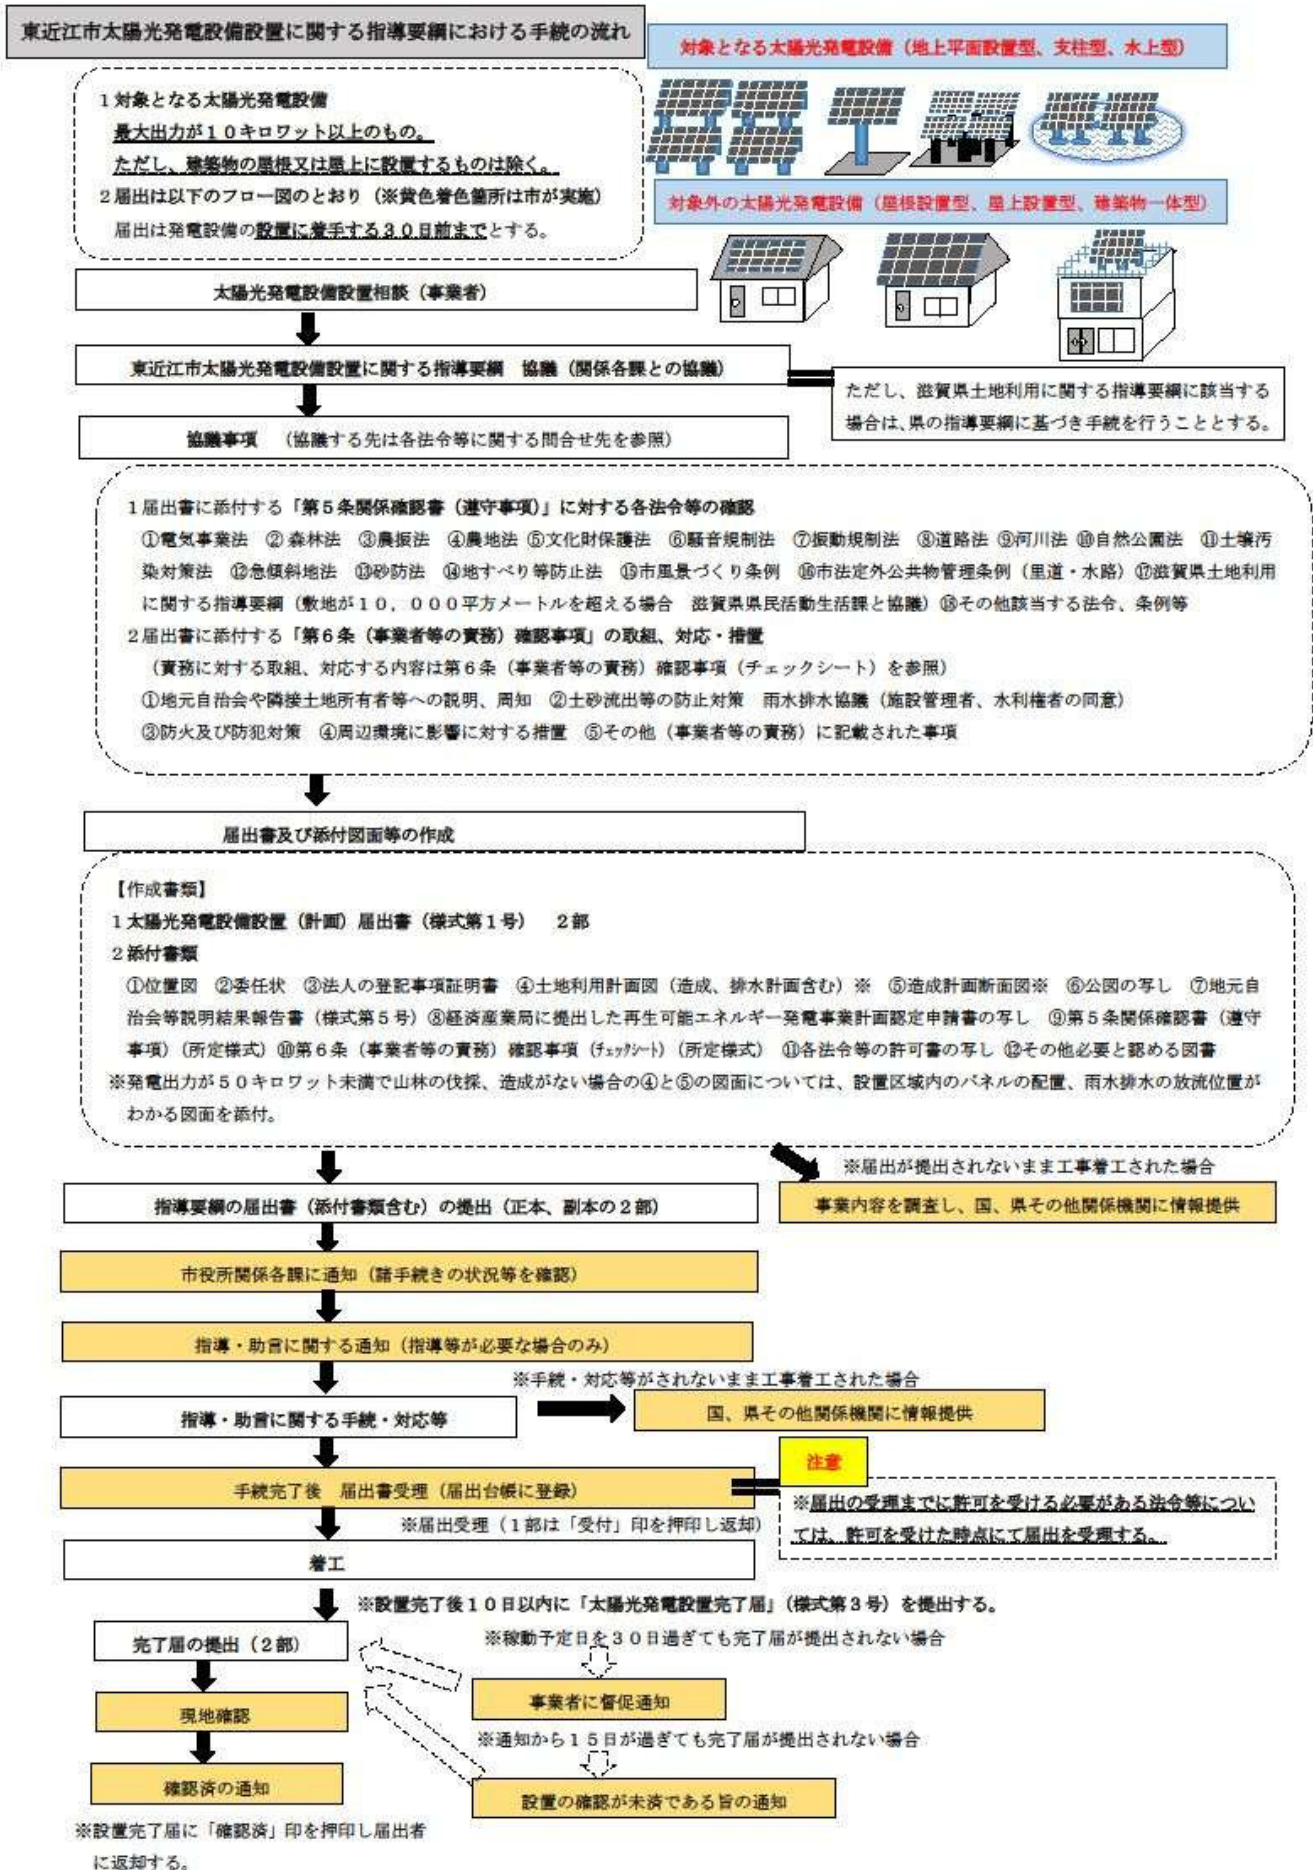 東近江市太陽光発電設備設置に関する指導要綱における手続の流れ
対象となる太陽光発電設備（地上平面設置型、支柱型、水上型）
1 対象となる太陽光発電設備
最大出力が１０キロワット以上のもの。
ただし、建築物の屋根又は屋上に設置するものは除く。
2 届出は以下のフロー図のとおり（※黄色着色箇所は市が実施）
届出は発電設備の設置に着手する３０日前までとする。
対象外の太陽光発電設備（屋根設置型、屋上設置型、建築物一体型）
太陽光発電設備設置相談（事業者）
東近江市太陽光発電設備設置に関する指導要綱　協議（関係各課との協議）
ただし、滋賀県土地利用に関する指導要綱に該当する
場合は、県の指導要綱に基づき手続を行うこととする。
協議事項　（協議する先は各法令等に関する問合せ先を参照）
1 届出書に添付する「第５条関係確認書（遵守事項）」に対する各法令等の確認
①電気事業法　② 森林法　③農振法　④農地法 ⑤文化財保護法　⑥騒音規制法　⑦振動規制法　⑧道路法 ⑨河川法 ⑩自然公園法　⑪土壌汚
染対策法　⑫急傾斜地法　⑬砂防法　⑭地すべり等防止法　⑮市風景づくり条例　⑯市法定外公共物管理条例（里道・水路）⑰滋賀県土地利用
に関する指導要綱（敷地が１０，０００平方メートルを超える場合　滋賀県県民活動生活課と協議）⑱その他該当する法令、条例等
2 届出書に添付する「第６条（事業者等の責務）確認事項」の取組、対応・措置
（責務に対する取組、対応する内容は第６条（事業者等の責務）確認事項（チェックシート）を参照）
①地元自治会や隣接土地所有者等への説明、周知　②土砂流出等の防止対策　雨水排水協議（施設管理者、水利権者の同意）
③防火及び防犯対策　④周辺環境に影響に対する措置　⑤その他（事業者等の責務）に記載された事項
届出書及び添付図面等の作成
【作成書類】
1 太陽光発電設備設置（計画）届出書（様式第１号）　２部
2 添付書類
①位置図　②委任状　③法人の登記事項証明書　④土地利用計画図（造成、排水計画含む）※　⑤造成計画断面図※　⑥公図の写し　⑦地元自
治会等説明結果報告書（様式第５号）⑧経済産業局に提出した再生可能エネルギー発電事業計画認定申請書の写し　⑨第５条関係確認書（遵守
事項）（所定様式）⑩第６条（事業者等の責務）確認事項（ﾁｪｯｸｼｰﾄ）（所定様式）　⑪各法令等の許可書の写し ⑫その他必要と認める図書
※発電出力が５０キロワット未満で山林の伐採、造成がない場合の④と⑤の図面については、設置区域内のパネルの配置、雨水排水の放流位置が
わかる図面を添付。
※届出が提出されないまま工事着工された場合
指導要綱の届出書（添付書類含む）の提出（正本、副本の２部）
事業内容を調査し、国、県その他関係機関に情報提供
市役所関係各課に通知（諸手続きの状況等を確認）
指導・助言に関する通知（指導等が必要な場合のみ）
※手続・対応等がされないまま工事着工された場合
指導・助言に関する手続・対応等
国、県その他関係機関に情報提供
注意
手続完了後　届出書受理（届出台帳に登録）
※届出の受理までに許可を受ける必要がある法令等につい
ては、許可を受けた時点にて届出を受理する。
※届出受理（１部は「受付」印を押印し返却）
着工
※設置完了後１０日以内に「太陽光発電設置完了届」（様式第３号）を提出する。
完了届の提出（２部）
※稼動予定日を３０日過ぎても完了届が提出されない場合
事業者に督促通知
現地確認
※通知から１５日が過ぎても完了届が提出されない場合
確認済の通知
設置の確認が未済である旨の通知
※設置完了届に「確認済」印を押印し届出者
に返却する。